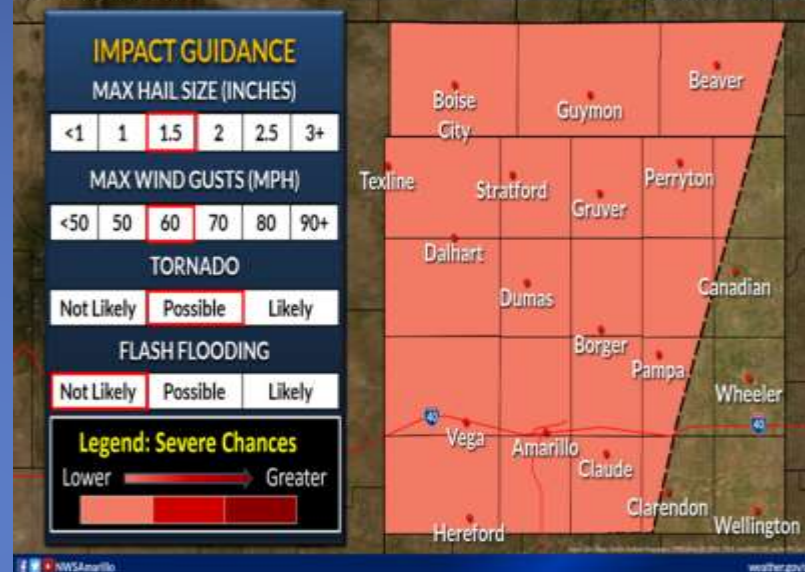 IMPACT GUIDANCE
MAX HAIL SIZE (INCHES)
<1 1 1.5 2 2.5 3+
MAX WIND GUSTS (MPH)
<50 50 60 70 80 90+
TORNADO
Not Likely Possible Likely
FLASH FLOODING
Not Likely Possible Likely
Legend: Severe Chances
Lower Greater
Boise
City
Guymon
Beaver
Texline
Stratford
Gruver
Perryton
Dalhart
Dumas
Canadian
Borger
Pampa
Wheeler
40
40
Vega
Amarillo
Claude
Clarendon
Hereford
Wellington
NWSAmarillo
weather.gov/